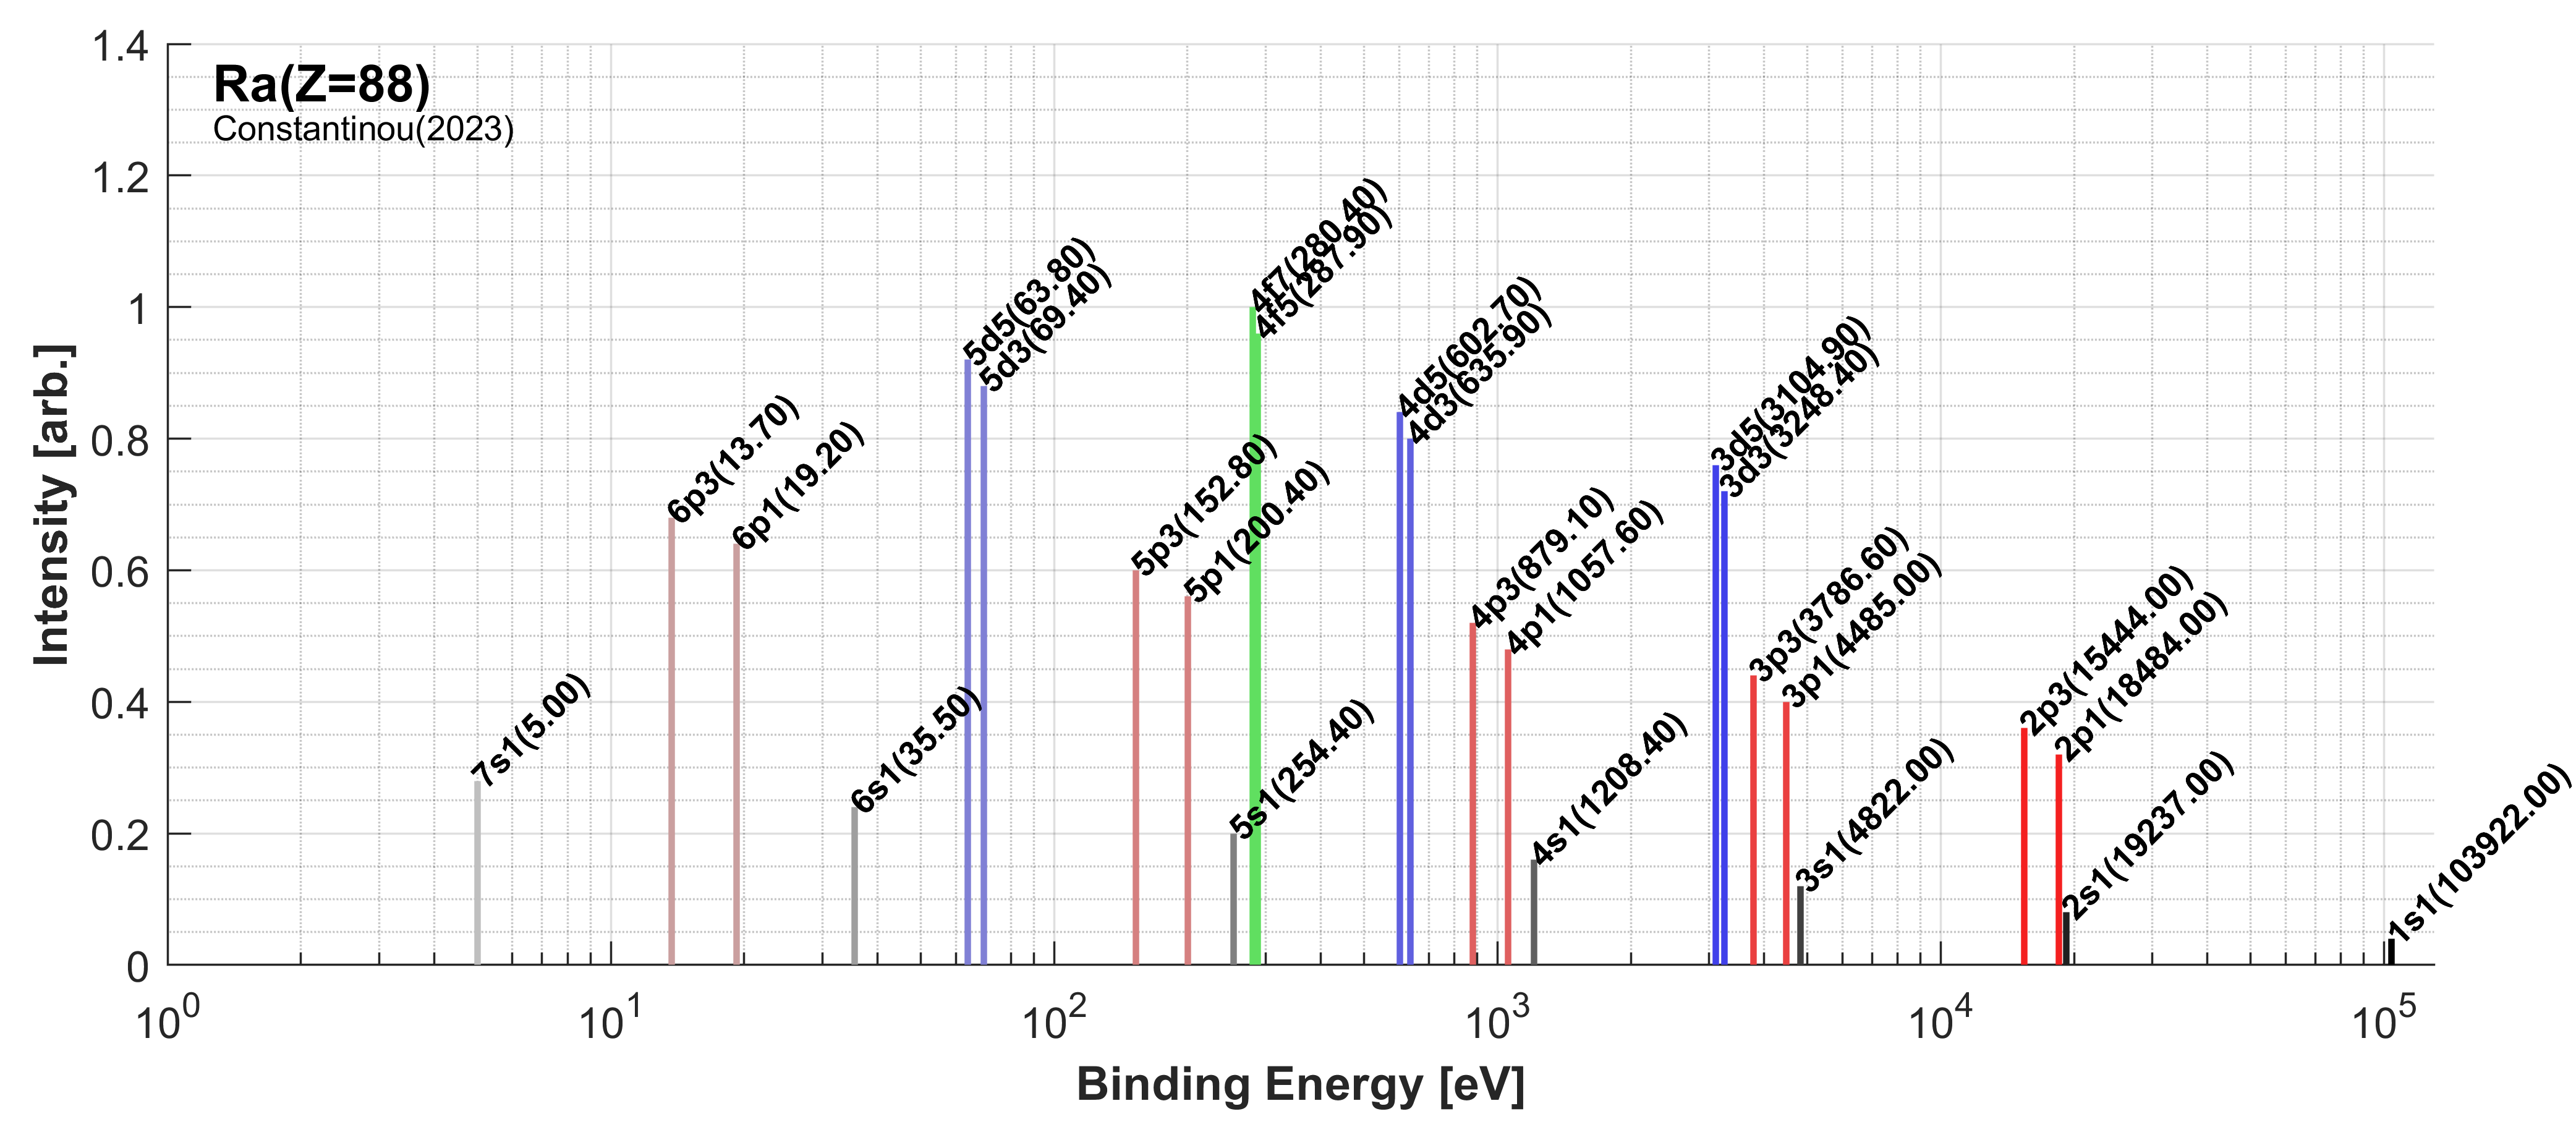 Ra(Z=88)
Constantinou(2023)
Intensity [arb.]
1.4
1.2
1
0.8
0.6
0.4
0.2
0
7s1(5.00)
6p3(13.70)
6p1(19.20)
6s1(35.50)
5d5(63.80)
5d3(69.40)
5p3(152.80)
5p1(200.40)
5s1(254.40)
4f7(280.40)
4f5(287.90)
4d5(602.70)
4d3(635.90)
4p3(879.10)
4p1(1057.60)
4s1(1208.40)
3d5(3104.90)
3d3(3248.40)
3p3(3786.60)
3p1(4485.00)
3s1(4822.00)
2p3(15444.00)
2p1(18484.00)
2s1(19237.00)
1s1(103922.00)
10^0 10^1 10^2 10^3 10^4 10^5
Binding Energy [eV]